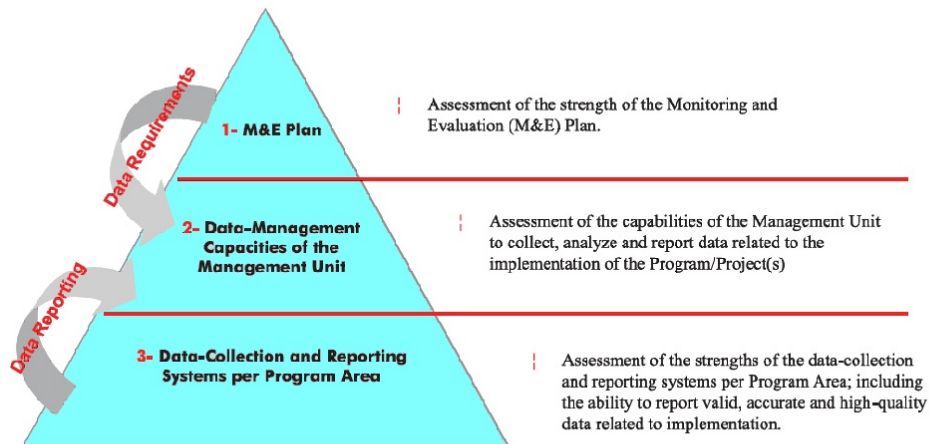 Data Requirements
1- M&E Plan
Assessment of the strength of the Monitoring and
Evaluation (M&E) Plan.
2- Data-Management
Capacities of the
Management Unit
Assessment of the capabilities of the Management Unit
to collect, analyze and report data related to the
implementation of the Program/Project(s)
Data Reporting
3- Data-Collection and Reporting
Systems per Program Area
Assessment of the strengths of the data-collection
and reporting systems per Program Area; including
the ability to report valid, accurate and high-quality
data related to implementation.